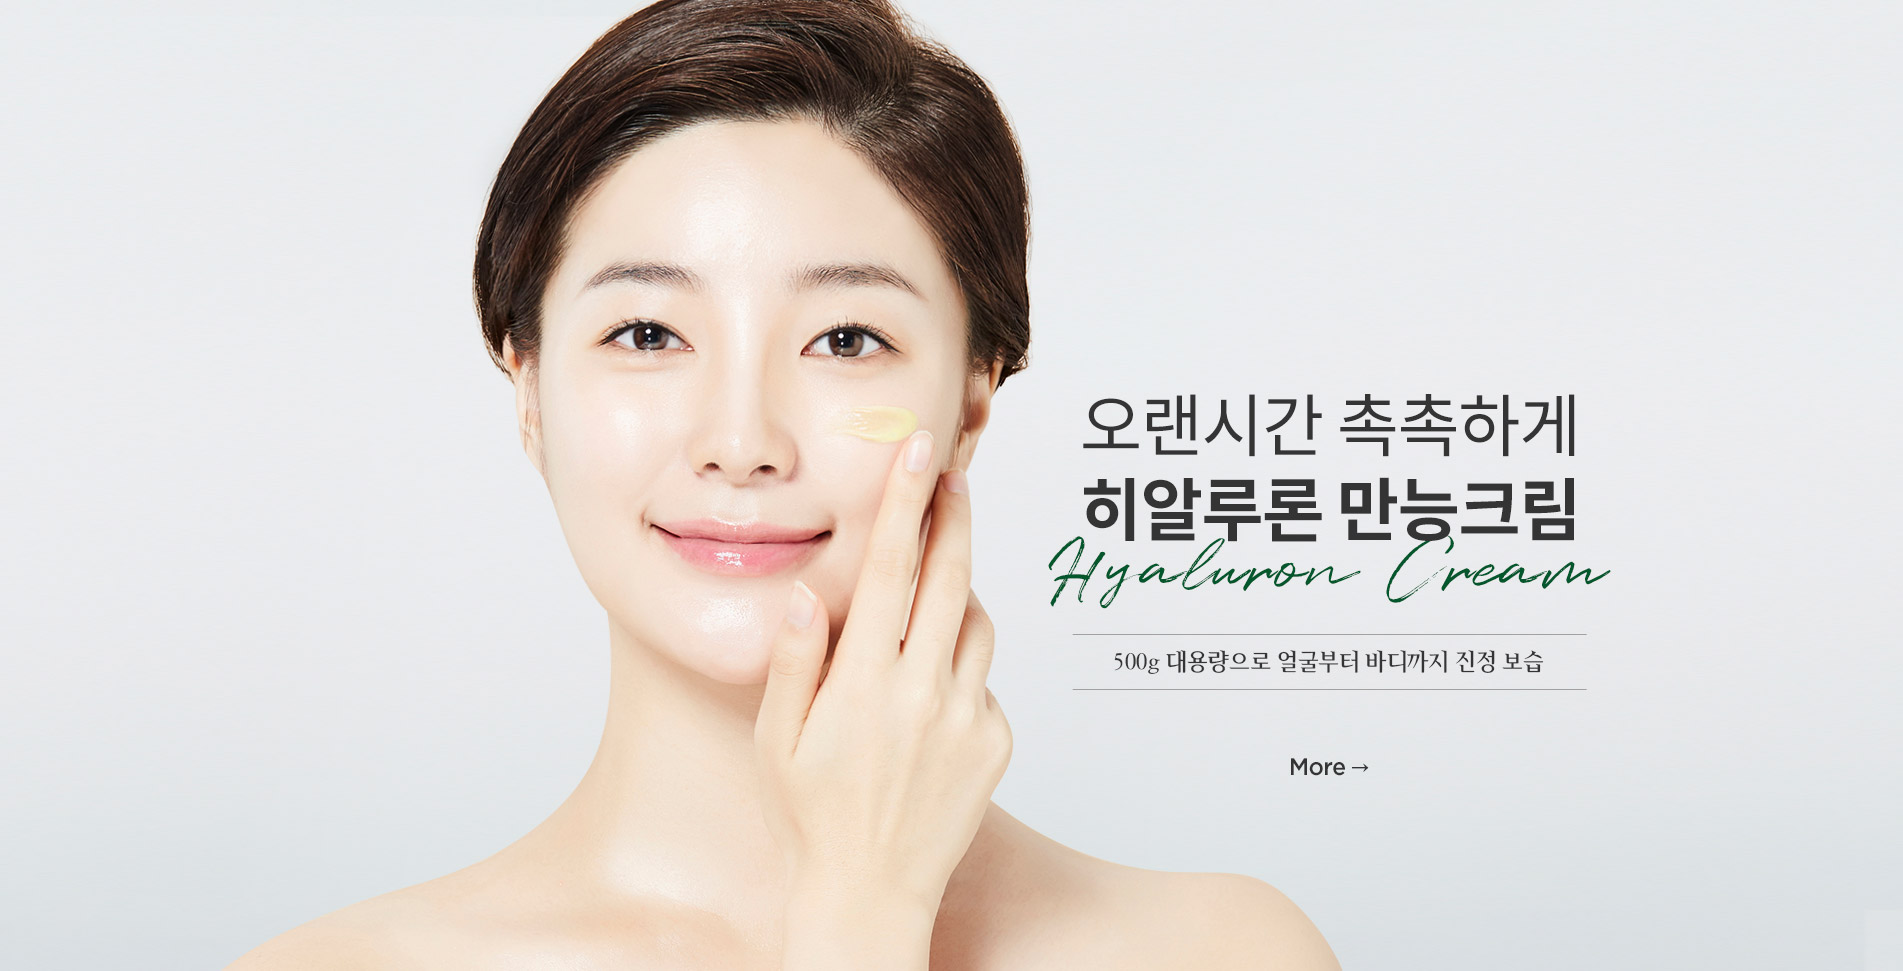 오랜시간 촉촉하게
히알루론 만능크림
Hyaluron Cream
500g 대용량으로 얼굴부터 바디까지 진정 보습
More →